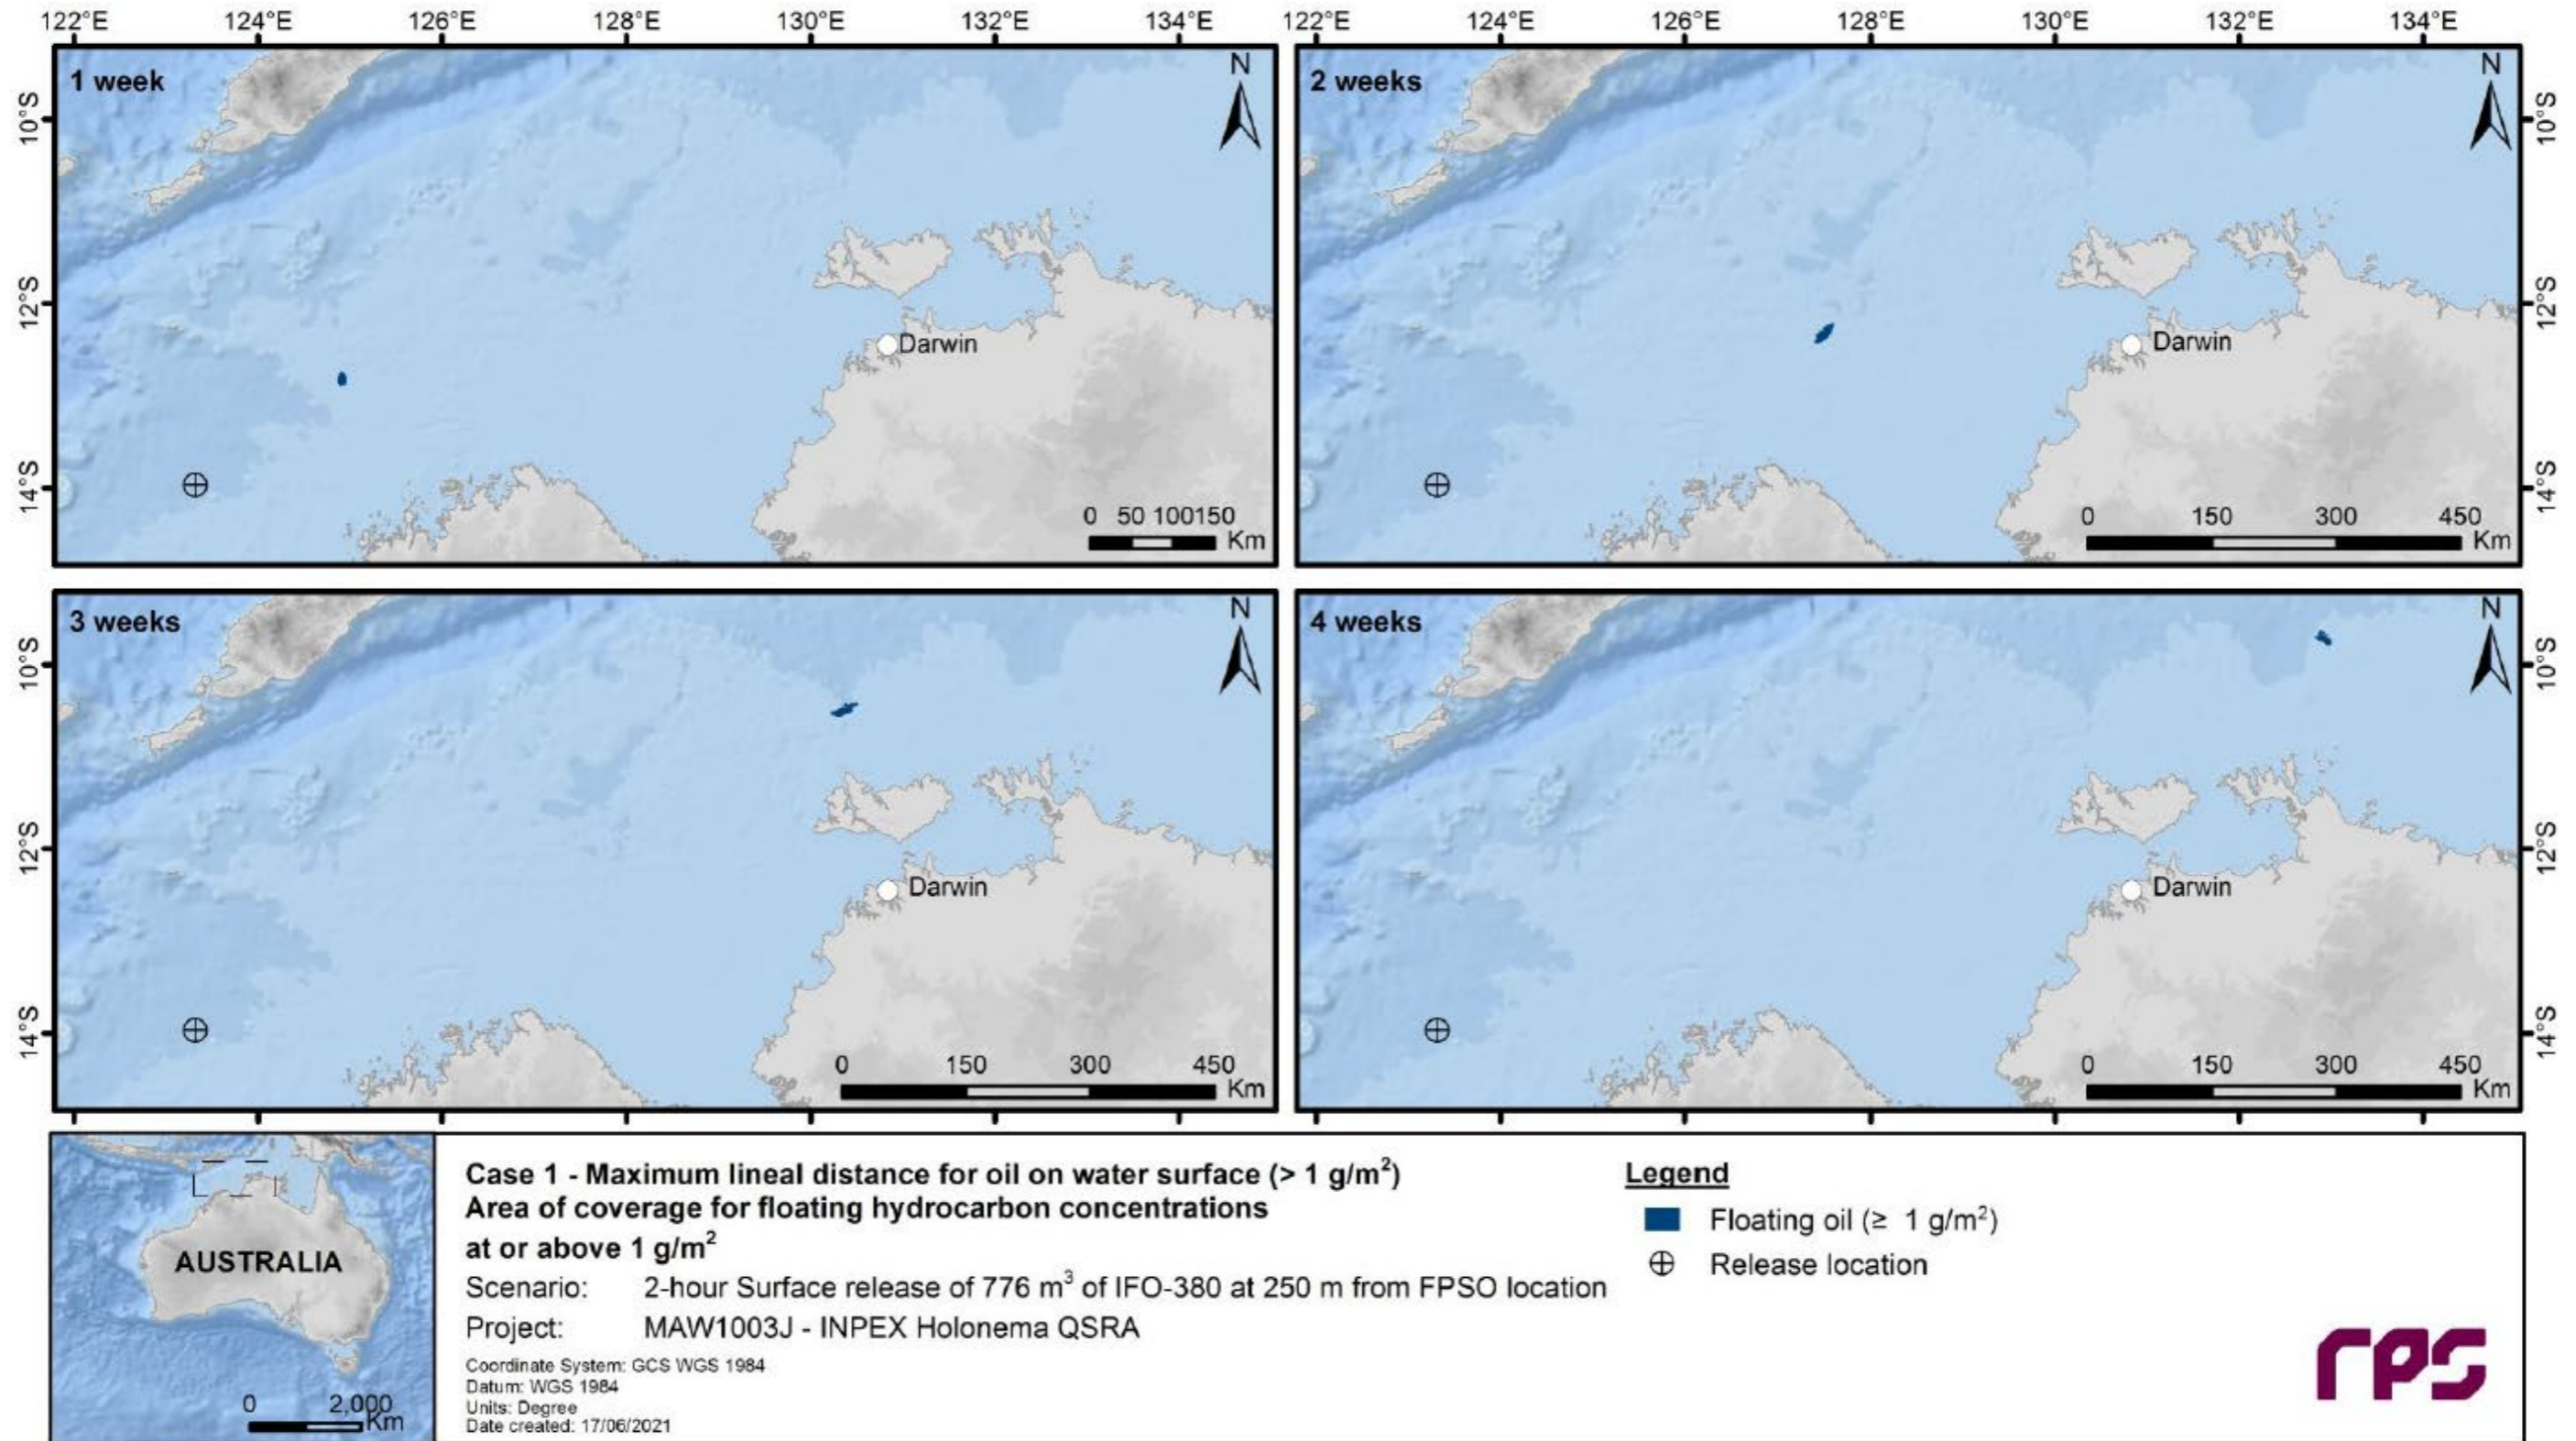 122°E 124°E 126°E 128°E 130°E 132°E 134°E 122°E 124°E 126°E 128°E 130°E 132°E 134°E
1 week
N
10°S
12°S
14°S
Darwin
0 50 100150
Km
2 weeks
N
10°S
12°S
14°S
Darwin
0 150 300 450
Km
3 weeks
N
10°S
12°S
14°S
Darwin
0 150 300 450
Km
4 weeks
N
10°S
12°S
14°S
Darwin
0 150 300 450
Km
AUSTRALIA
0 2,000
Km
Case 1 - Maximum lineal distance for oil on water surface (> 1 g/m²)
Area of coverage for floating hydrocarbon concentrations
at or above 1 g/m²
Scenario: 2-hour Surface release of 776 m³ of IFO-380 at 250 m from FPSO location
Project: MAW1003J - INPEX Holonema QSRA
Coordinate System: GCS WGS 1984
Datum: WGS 1984
Units: Degree
Date created: 17/06/2021
Legend
Floating oil (≥ 1 g/m²)
Release location
rps